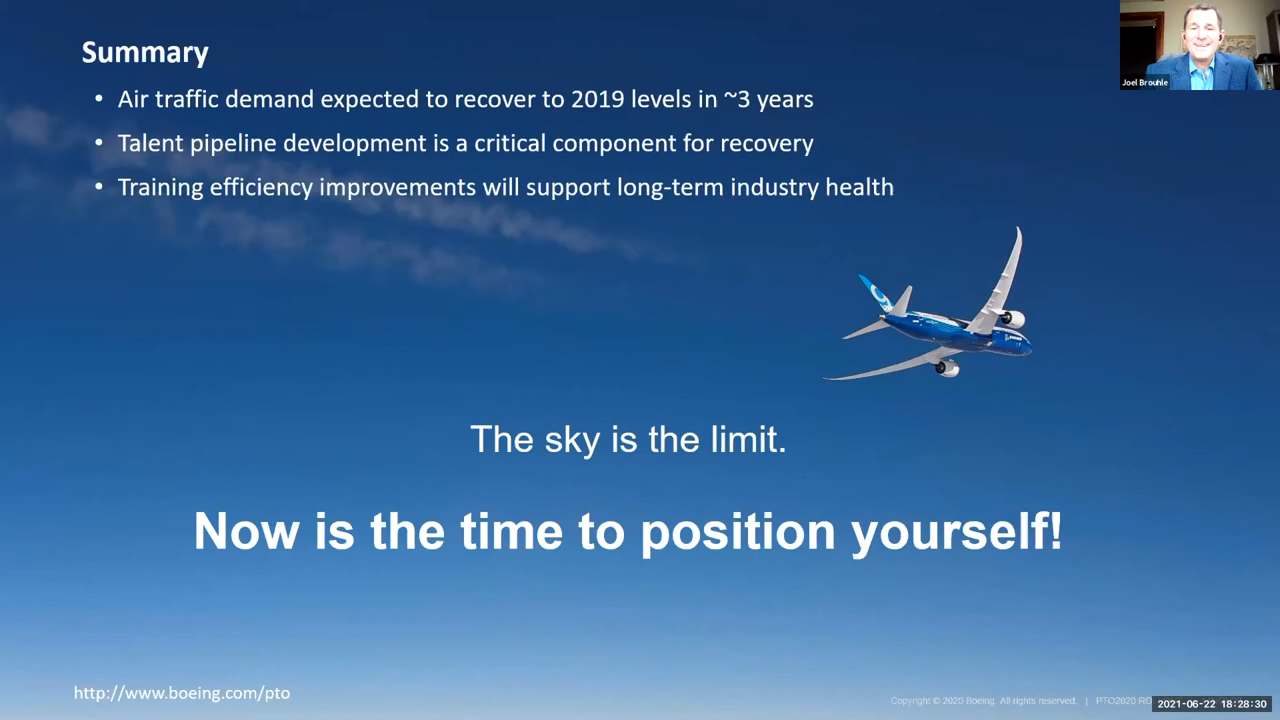 Summary
Joel Brouhle
• Air traffic demand expected to recover to 2019 levels in ~3 years
• Talent pipeline development is a critical component for recovery
• Training efficiency improvements will support long-term industry health
The sky is the limit.
Now is the time to position yourself!
http://www.boeing.com/pto
Copyright © 2020 Boeing. All rights reserved. | PTO2020
2021-06-22 18:28:30